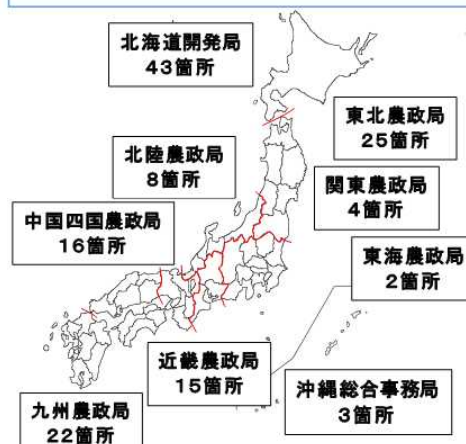 北海道開発局
43箇所
東北農政局
25箇所
北陸農政局
8箇所
関東農政局
4箇所
中国四国農政局
16箇所
東海農政局
2箇所
近畿農政局
15箇所
沖縄総合事務局
3箇所
九州農政局
22箇所